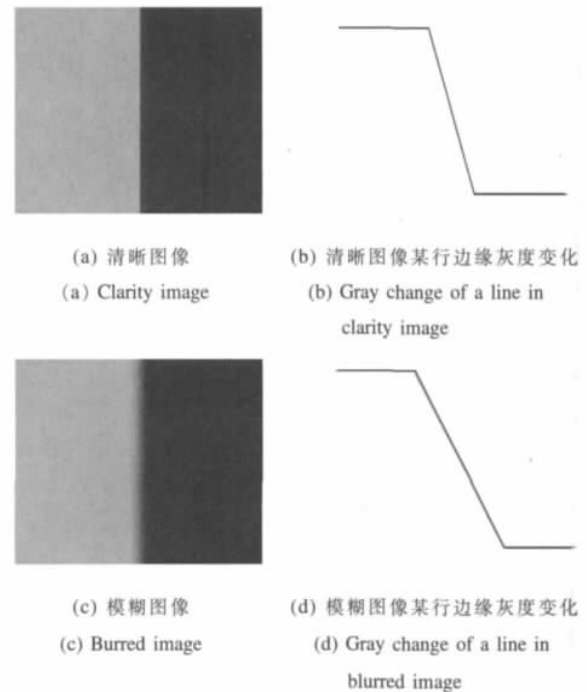 (a) 清晰图像
(a) Clarity image
(b) 清晰图像某行边缘灰度变化
(b) Gray change of a line in
clarity image
(c) 模糊图像
(c) Burred image
(d) 模糊图像某行边缘灰度变化
(d) Gray change of a line in
blurred image